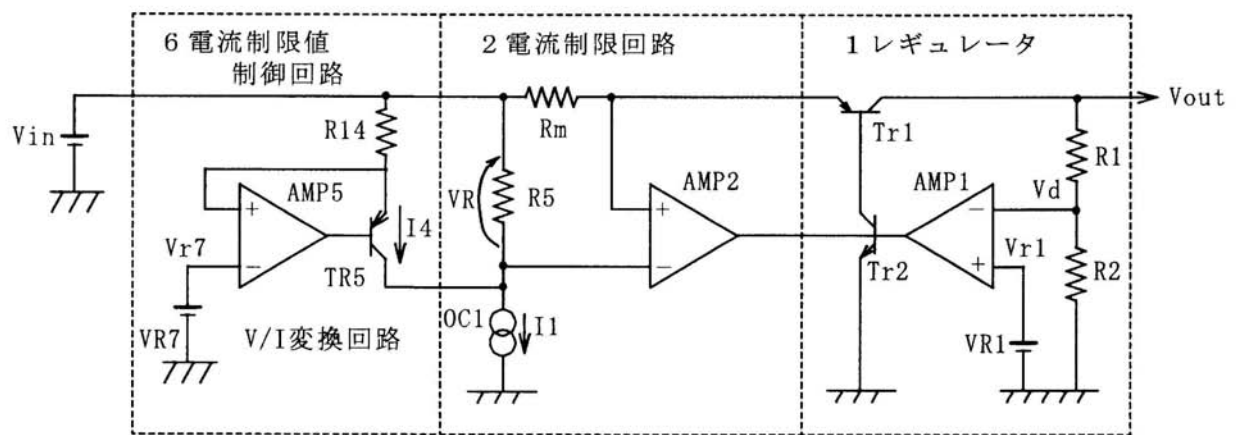 6電流制限値
制御回路
2電流制限回路
1レギュレータ
Vin
R14
AMP5
+
-
I4
TR5
Vr7
VR7
V/I変換回路
Rm
VR
R5
AMP2
+
-
OC1
I1
Tr1
Tr2
AMP1
-
+
Vd
Vr1
VR1
R1
R2
Vout